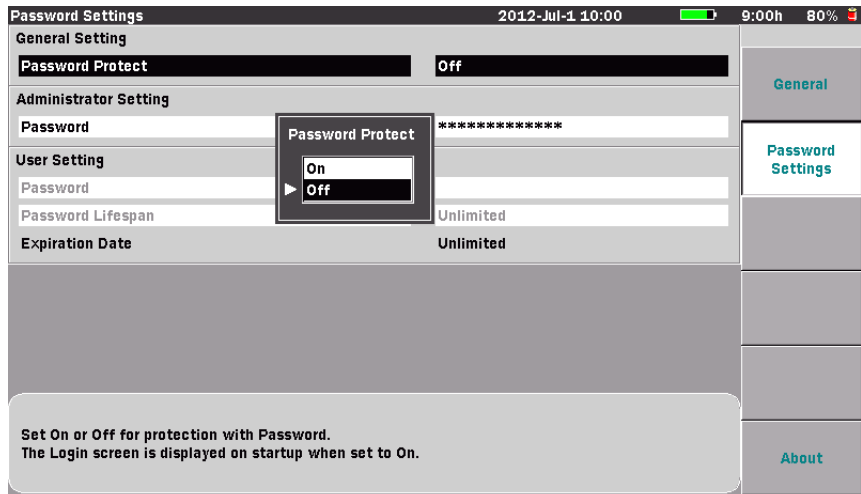 Password Settings 2012-Jul-1 10:00 9:00h 80%
General Setting
Password Protect Off
Administrator Setting
Password *************
User Setting
Password
Password Lifespan Unlimited
Expiration Date Unlimited
Password Protect
On
Off
General
Password
Settings
About
Set On or Off for protection with Password.
The Login screen is displayed on startup when set to On.